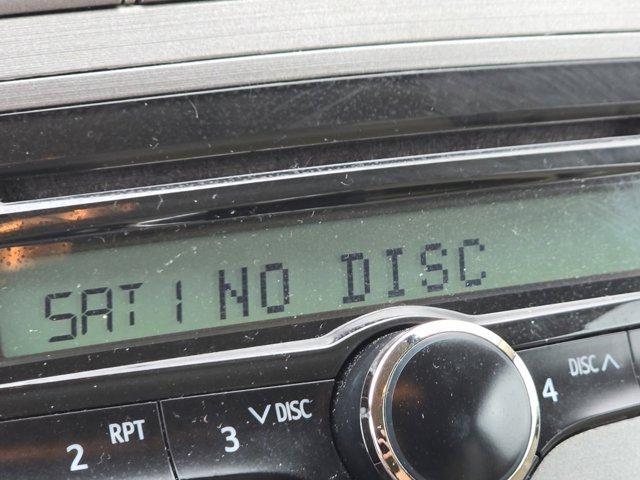 SAT1 NO DISC
2 RPT
3 ∨ DISC
4 DISC ∧